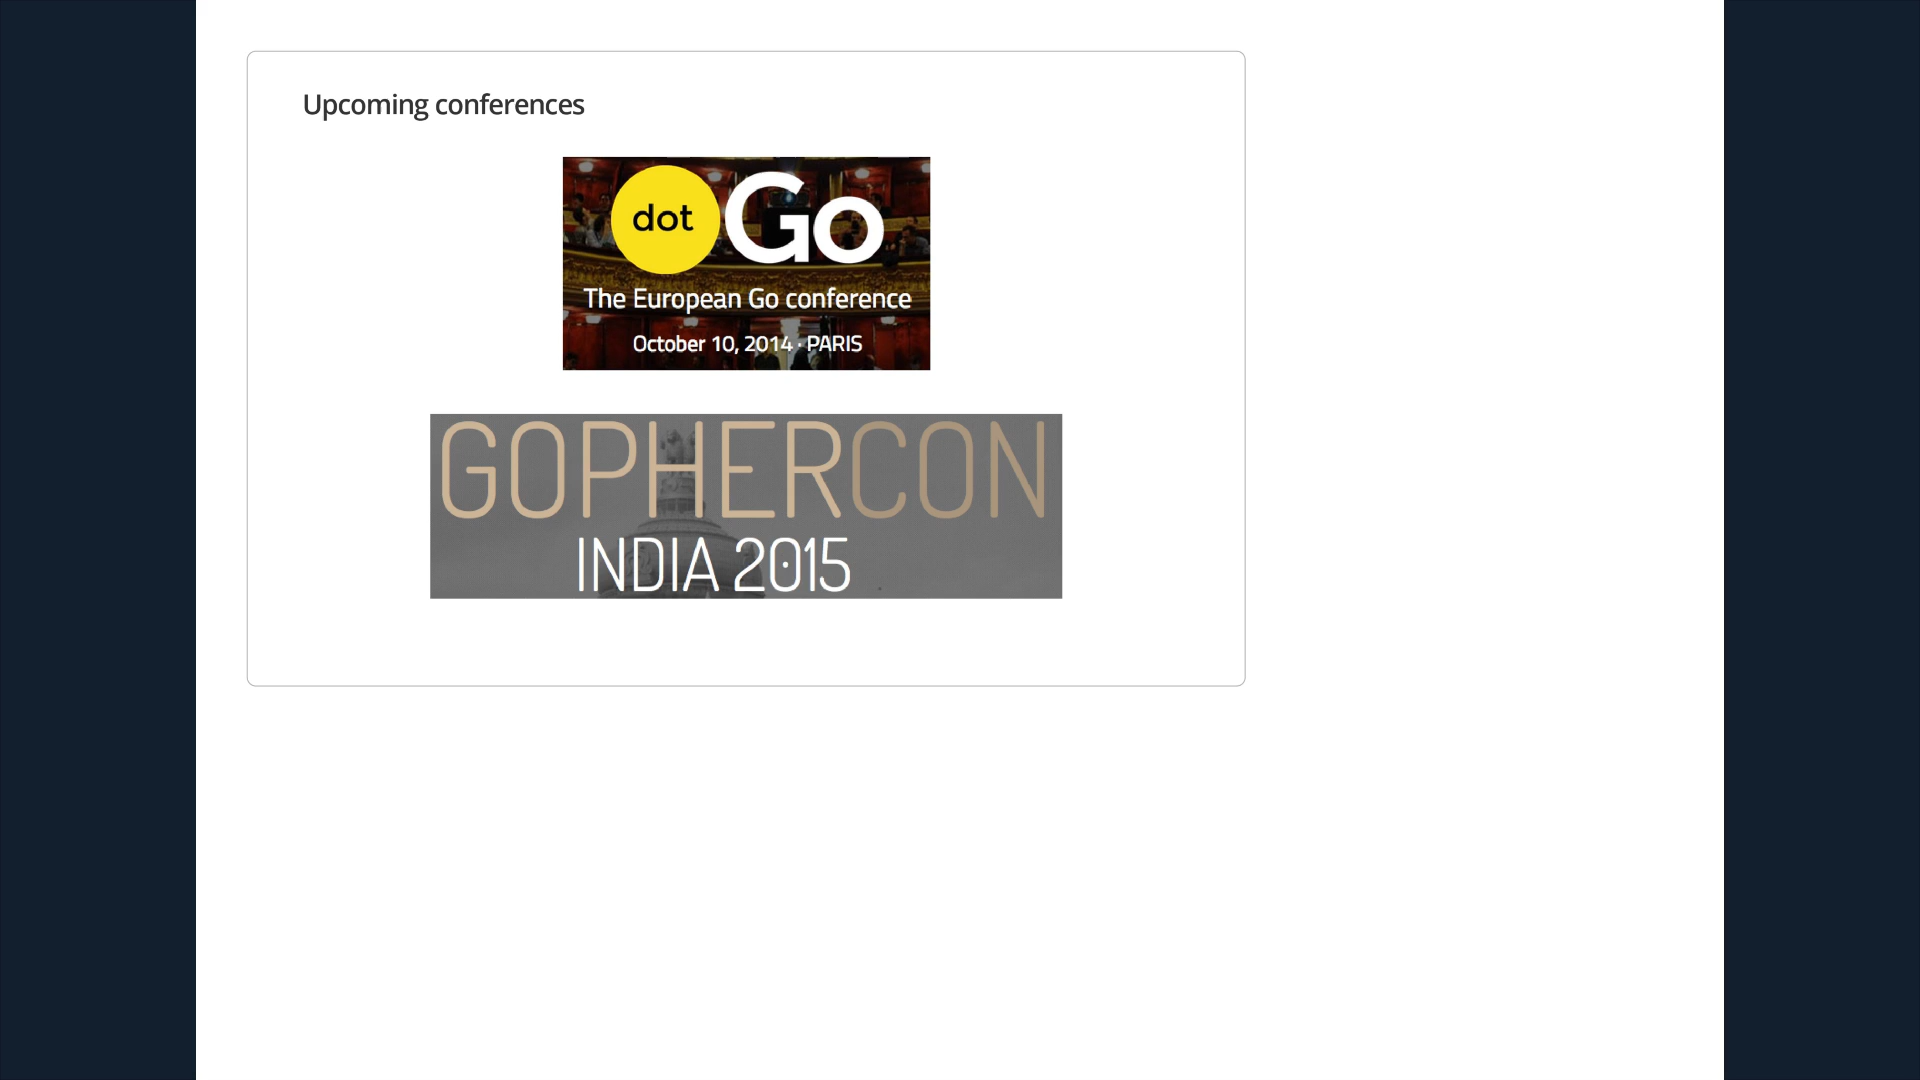 Upcoming conferences
dot Go
The European Go conference
October 10, 2014 · PARIS
GOPHERCON
INDIA 2015